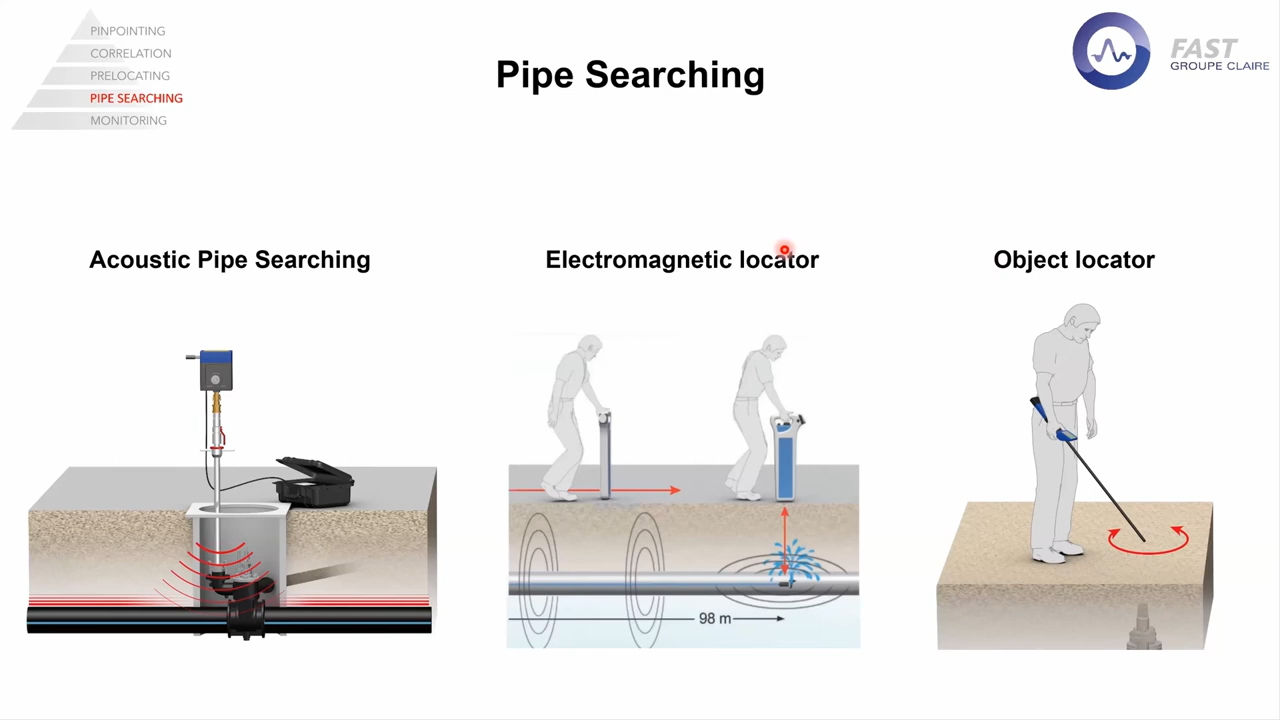 PINPOINTING
CORRELATION
PRELOCATING
PIPE SEARCHING
MONITORING
Pipe Searching
FAST
GROUPE CLAIRE
Acoustic Pipe Searching
Electromagnetic locator
Object locator
98 m